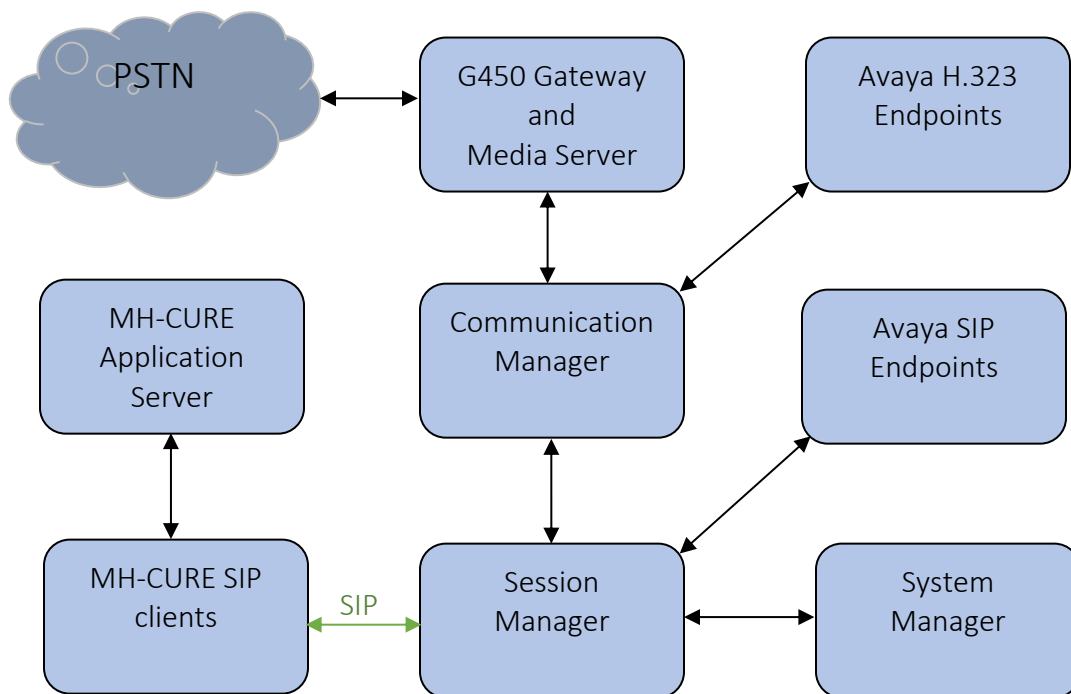 PSTN
G450 Gateway
and
Media Server
Avaya H.323
Endpoints
MH-CURE
Application
Server
Communication
Manager
Avaya SIP
Endpoints
MH-CURE SIP
clients
SIP
Session
Manager
System
Manager